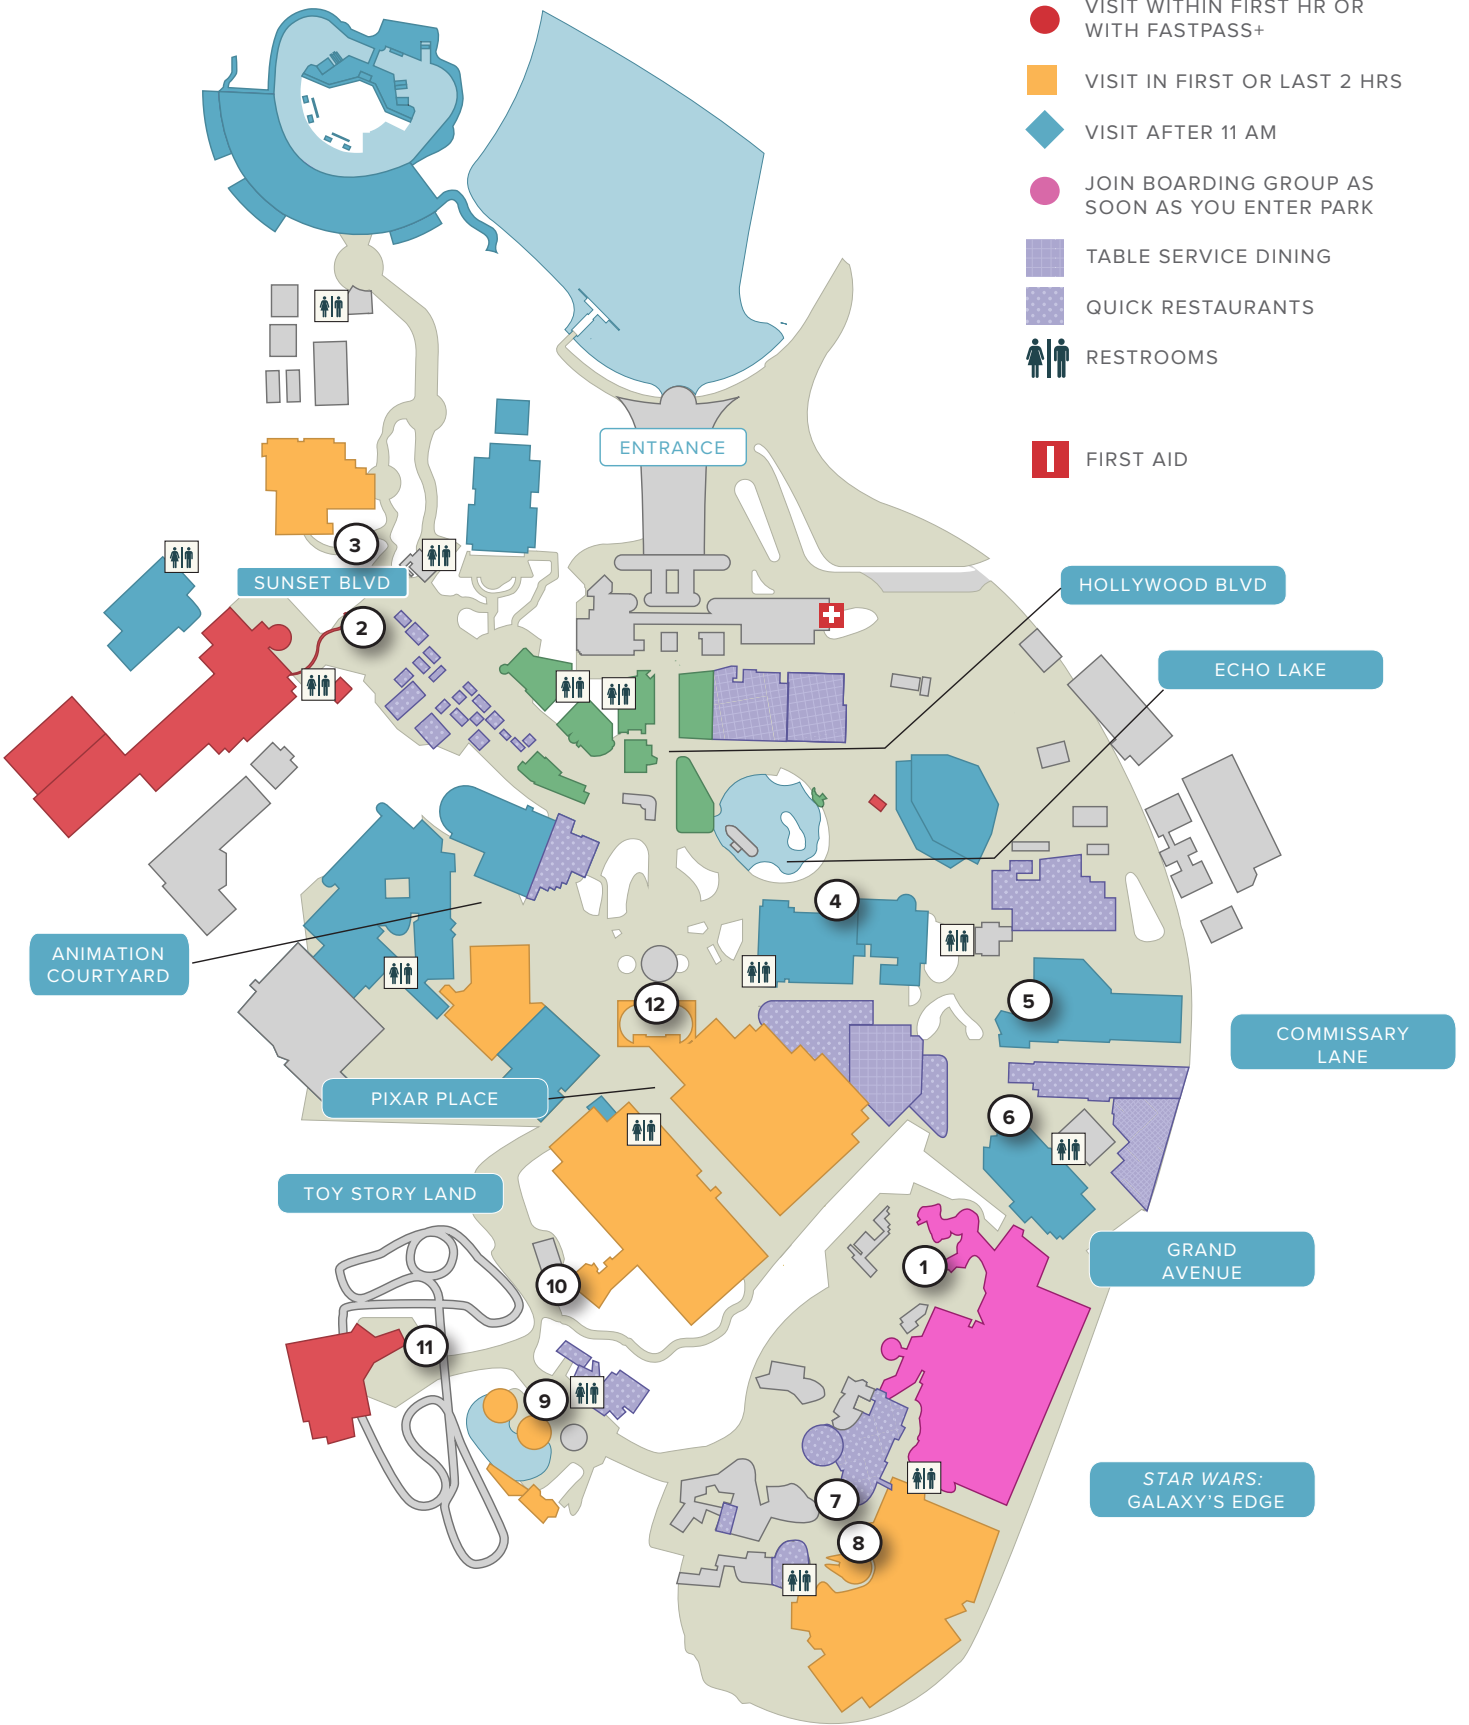 VISIT WITHIN FIRST HR OR
WITH FASTPASS+
VISIT IN FIRST OR LAST 2 HRS
VISIT AFTER 11 AM
JOIN BOARDING GROUP AS
SOON AS YOU ENTER PARK
TABLE SERVICE DINING
QUICK RESTAURANTS
RESTROOMS
FIRST AID
ENTRANCE
3
SUNSET BLVD
2
HOLLYWOOD BLVD
ECHO LAKE
4
ANIMATION
COURTYARD
12
5
COMMISSARY
LANE
PIXAR PLACE
6
TOY STORY LAND
GRAND
AVENUE
1
10
11
9
STAR WARS:
GALAXY'S EDGE
7
8